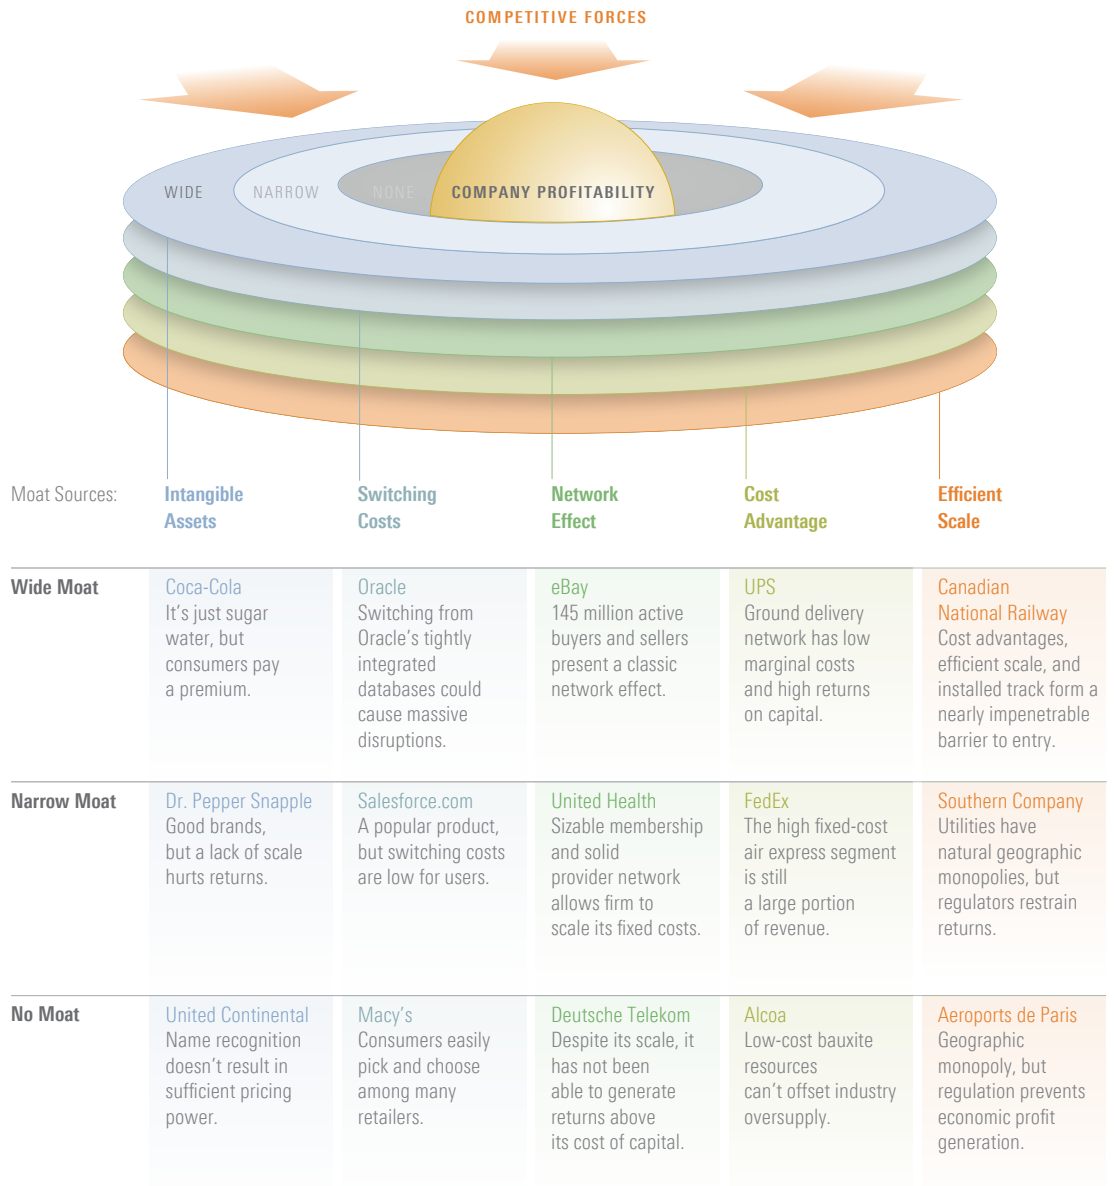 COMPETITIVE FORCES
WIDE
NARROW
NONE
COMPANY PROFITABILITY
Moat Sources:
Intangible
Assets
Switching
Costs
Network
Effect
Cost
Advantage
Efficient
Scale
Wide Moat
Coca-Cola
It's just sugar
water, but
consumers pay
a premium.
Oracle
Switching from
Oracle's tightly
integrated
databases could
cause massive
disruptions.
eBay
145 million active
buyers and sellers
present a classic
network effect.
UPS
Ground delivery
network has low
marginal costs
and high returns
on capital.
Canadian
National Railway
Cost advantages,
efficient scale, and
installed track form a
nearly impenetrable
barrier to entry.
Narrow Moat
Dr. Pepper Snapple
Good brands,
but a lack of scale
hurts returns.
Salesforce.com
A popular product,
but switching costs
are low for users.
United Health
Sizable membership
and solid
provider network
allows firm to
scale its fixed costs.
FedEx
The high fixed-cost
air express segment
is still
a large portion
of revenue.
Southern Company
Utilities have
natural geographic
monopolies, but
regulators restrain
returns.
No Moat
United Continental
Name recognition
doesn't result in
sufficient pricing
power.
Macy's
Consumers easily
pick and choose
among many
retailers.
Deutsche Telekom
Despite its scale, it
has not been
able to generate
returns above
its cost of capital.
Alcoa
Low-cost bauxite
resources
can't offset industry
oversupply.
Aeroports de Paris
Geographic
monopoly, but
regulation prevents
economic profit
generation.